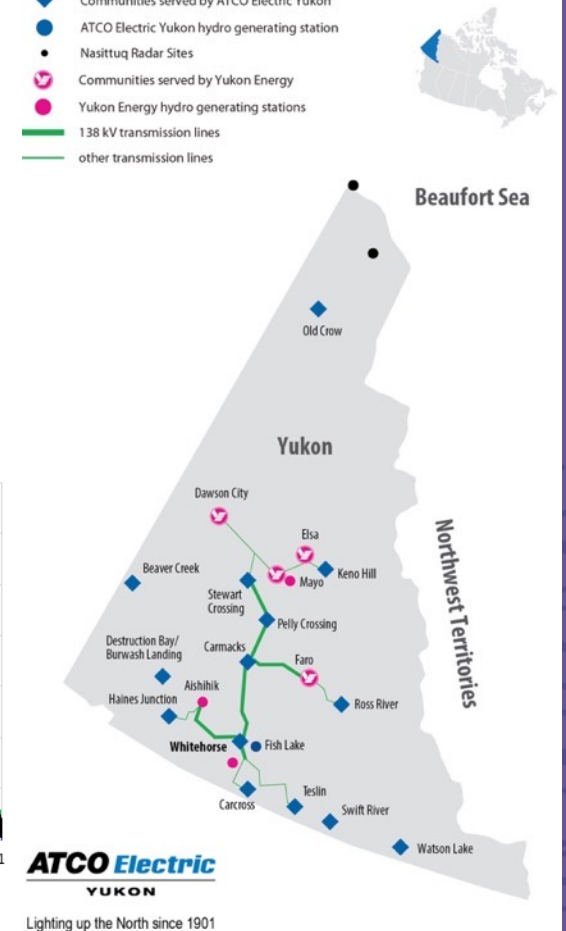 Communities served by ATCO Electric Yukon
ATCO Electric Yukon hydro generating station
Nasittuq Radar Sites
Communities served by Yukon Energy
Yukon Energy hydro generating stations
138 kV transmission lines
other transmission lines
Beaufort Sea
Old Crow
Yukon
Dawson City
Northwest Territories
Elsa
Beaver Creek
Keno Hill
Mayo
Stewart
Crossing
Pelly Crossing
Destruction Bay/
Burwash Landing
Carmacks
Faro
Aishihik
Haines Junction
Ross River
Whitehorse
Fish Lake
Carcross
Teslin
Swift River
Watson Lake
1
ATCO Electric
YUKON
Lighting up the North since 1901